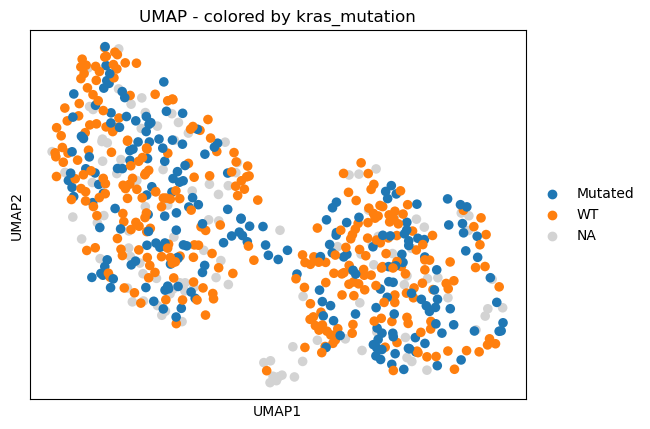 UMAP - colored by kras_mutation
UMAP2
Mutated
WT
NA
UMAP1